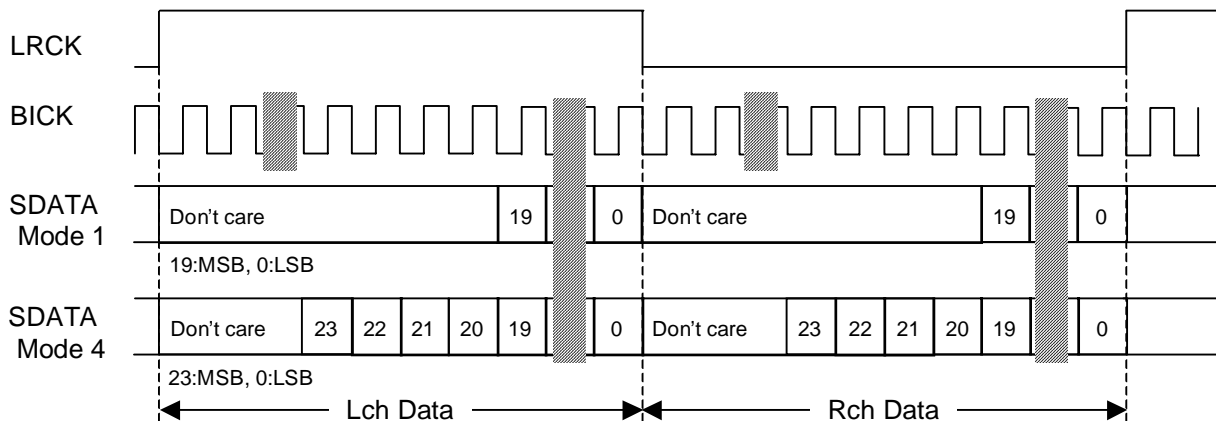 LRCK
BICK
SDATA
Mode 1
Don't care 19 0 Don't care 19 0
19:MSB, 0:LSB
SDATA
Mode 4
Don't care 23 22 21 20 19 0 Don't care 23 22 21 20 19 0
23:MSB, 0:LSB
Lch Data Rch Data